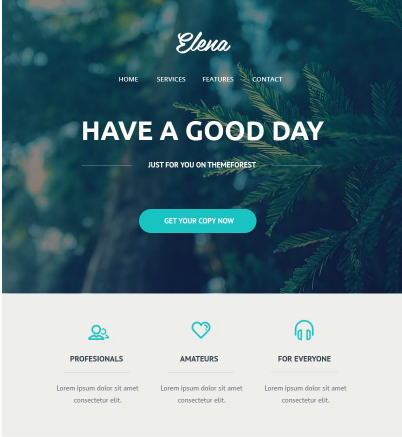 Elena
HOME SERVICES FEATURES CONTACT
HAVE A GOOD DAY
JUST FOR YOU ON THEMEFOREST
GET YOUR COPY NOW
PROFESIONALS AMATEURS FOR EVERYONE
Lorem ipsum dolor sit amet Lorem ipsum dolor sit amet Lorem ipsum dolor sit amet
consectetur elit. consectetur elit. consectetur elit.